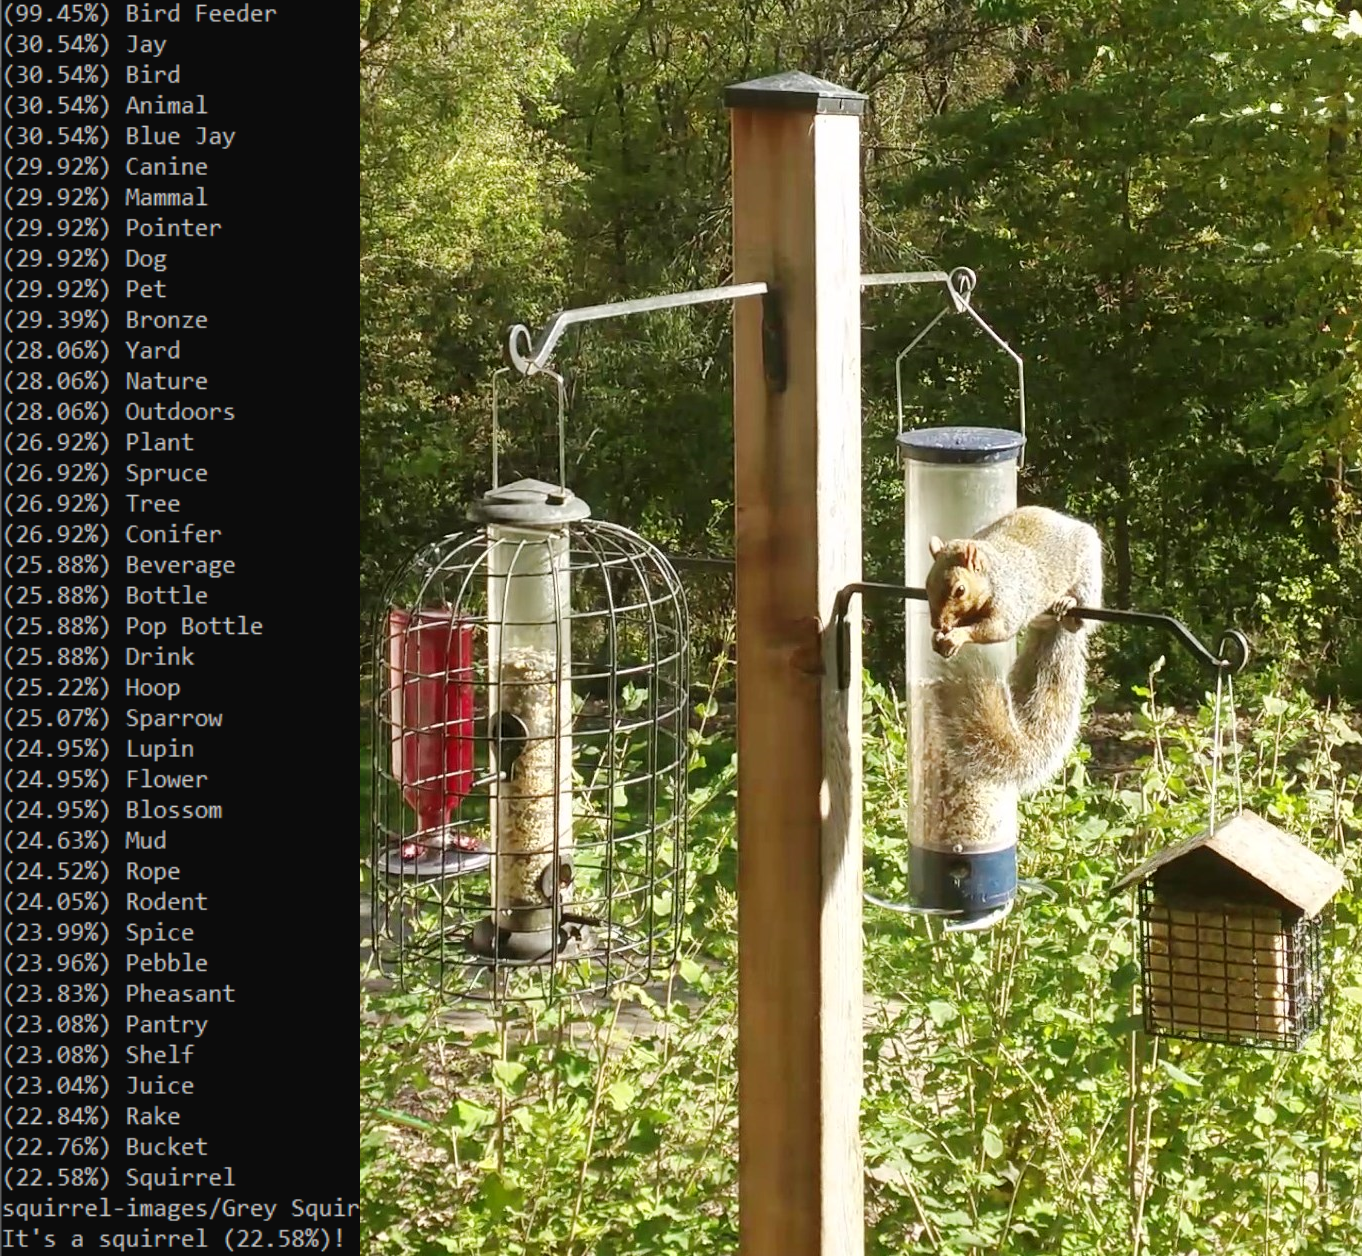 (99.45%) Bird Feeder
(30.54%) Jay
(30.54%) Bird
(30.54%) Animal
(30.54%) Blue Jay
(29.92%) Canine
(29.92%) Mammal
(29.92%) Pointer
(29.92%) Dog
(29.92%) Pet
(29.39%) Bronze
(28.06%) Yard
(28.06%) Nature
(28.06%) Outdoors
(26.92%) Plant
(26.92%) Spruce
(26.92%) Tree
(26.92%) Conifer
(25.88%) Beverage
(25.88%) Bottle
(25.88%) Pop Bottle
(25.88%) Drink
(25.22%) Hoop
(25.07%) Sparrow
(24.95%) Lupin
(24.95%) Flower
(24.95%) Blossom
(24.63%) Mud
(24.52%) Rope
(24.05%) Rodent
(23.99%) Spice
(23.96%) Pebble
(23.83%) Pheasant
(23.08%) Pantry
(23.08%) Shelf
(23.04%) Juice
(22.84%) Rake
(22.76%) Bucket
(22.58%) Squirrel
squirrel-images/Grey Squir
It's a squirrel (22.58%)!